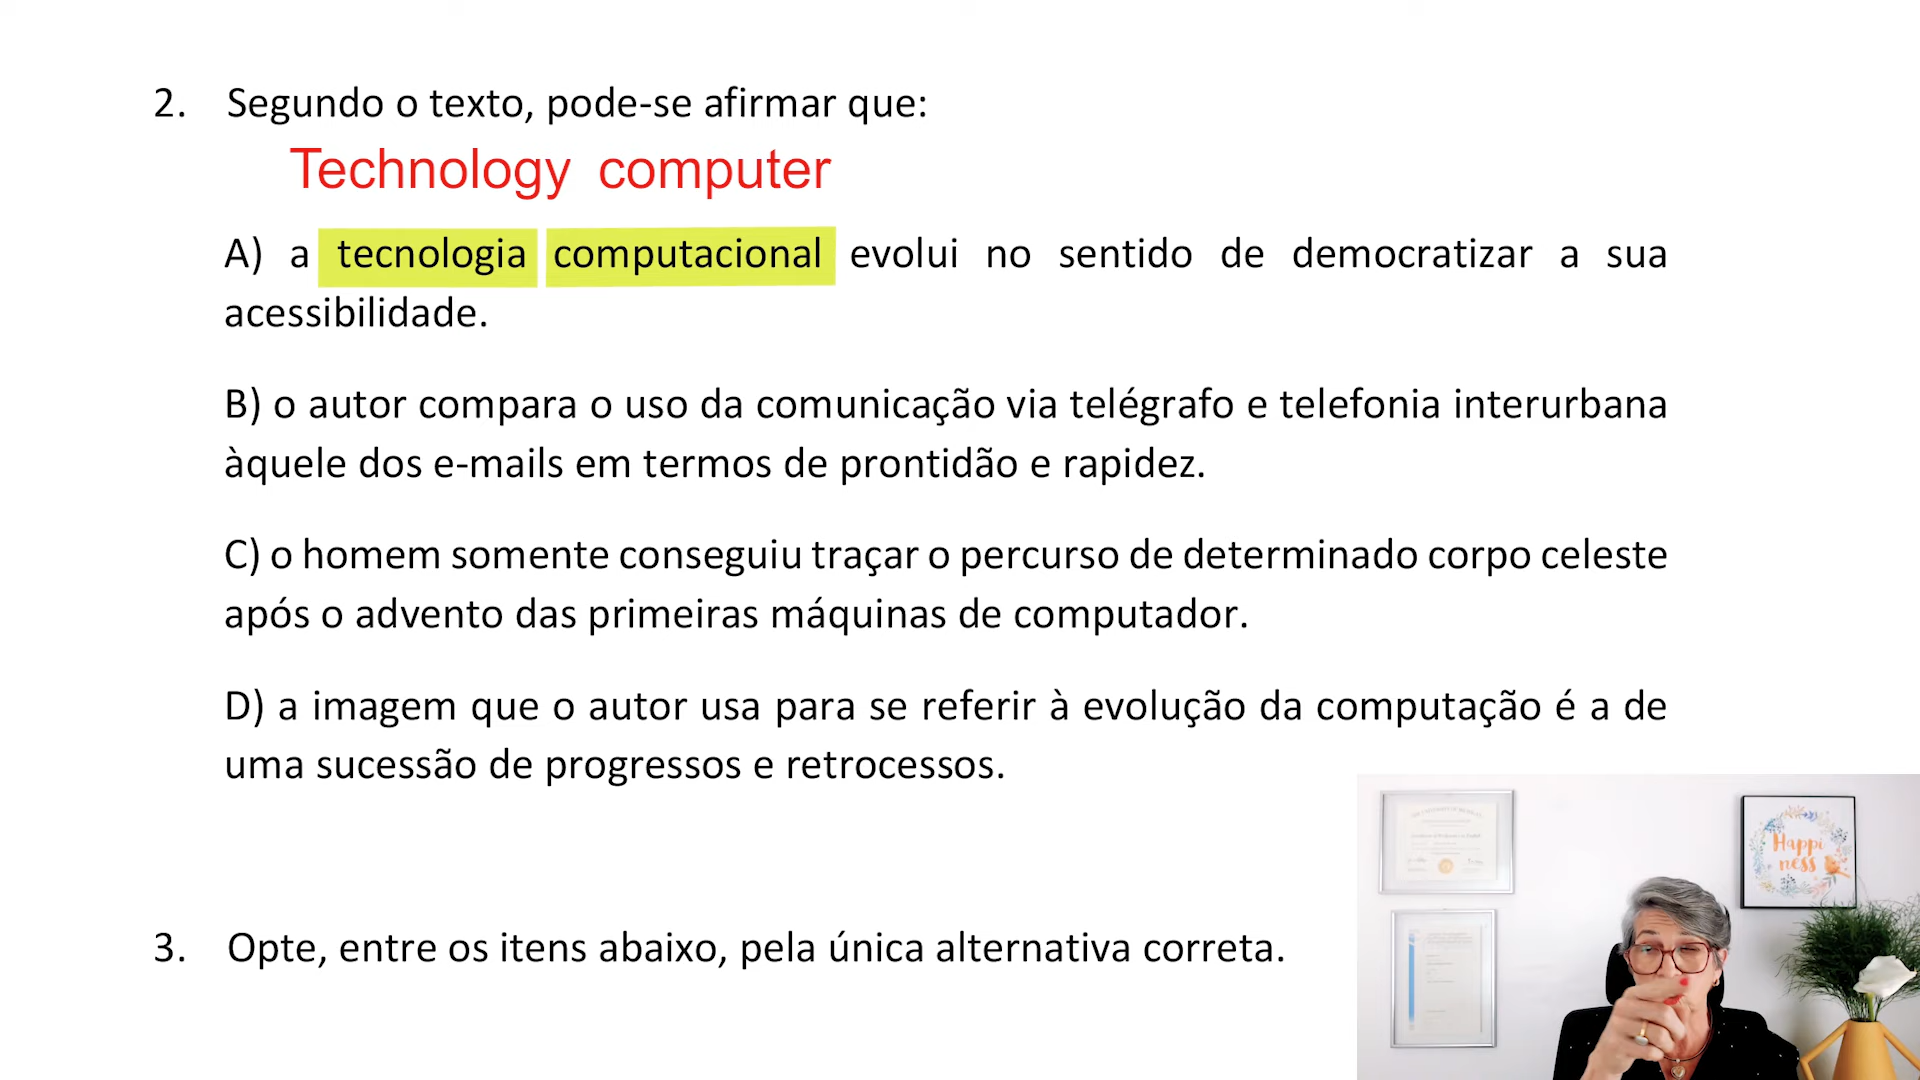 2. Segundo o texto, pode-se afirmar que:
Technology computer
A) a tecnologia computacional evolui no sentido de democratizar a sua
acessibilidade.
B) o autor compara o uso da comunicação via telégrafo e telefonia interurbana
àquele dos e-mails em termos de prontidão e rapidez.
C) o homem somente conseguiu traçar o percurso de determinado corpo celeste
após o advento das primeiras máquinas de computador.
D) a imagem que o autor usa para se referir à evolução da computação é a de
uma sucessão de progressos e retrocessos.
3. Opte, entre os itens abaixo, pela única alternativa correta.
Happi
ness